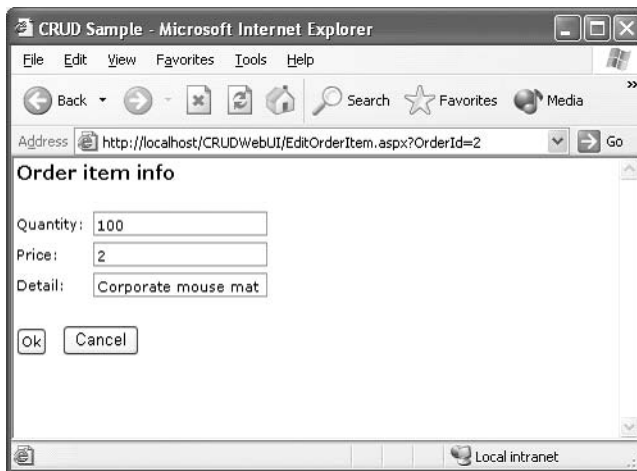 CRUD Sample - Microsoft Internet Explorer
File Edit View Favorites Tools Help
Back Search Favorites Media »
Address http://localhost/CRUDWebUI/EditOrderItem.aspx?OrderId=2 Go
Order item info
Quantity: 100
Price: 2
Detail: Corporate mouse mat
Ok Cancel
Local intranet